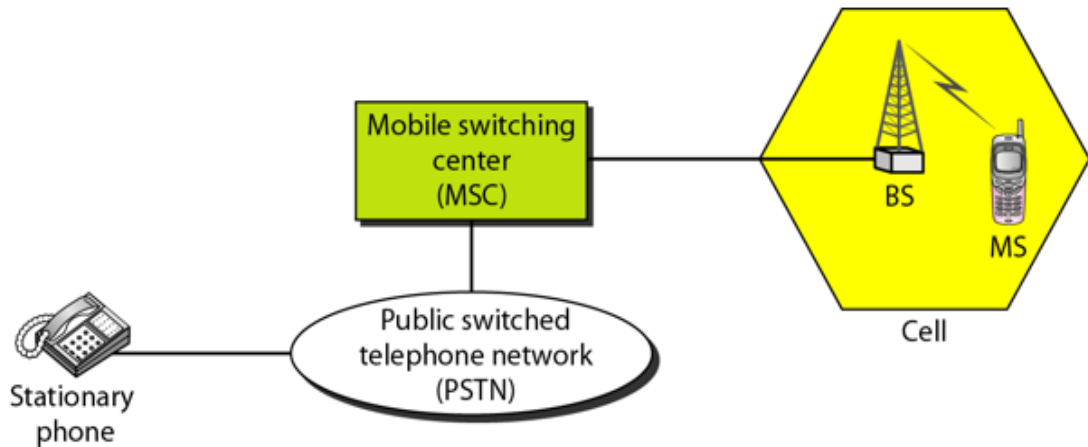 Mobile switching
center
(MSC)
BS
MS
Cell
Public switched
telephone network
(PSTN)
Stationary
phone